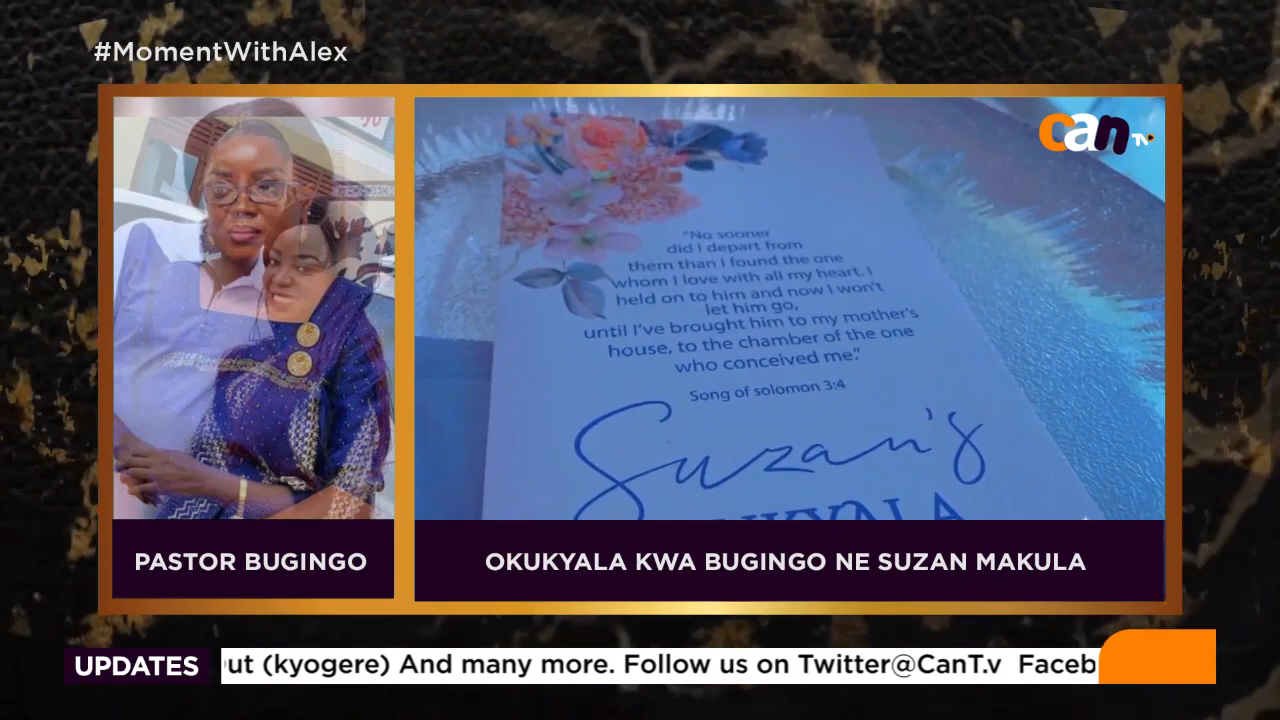 #MomentWithAlex
can TV
"No sooner
did I depart from
them than I found the one
whom I love with all my heart. I
held on to him and now I won't
let him go,
until I've brought him to my mother's
house, to the chamber of the one
who conceived me."
Song of solomon 3:4
Suzan's
PASTOR BUGINGO
OKUKYALA KWA BUGINGO NE SUZAN MAKULA
UPDATES
(kyogere) And many more. Follow us on Twitter@CanT.v Faceb